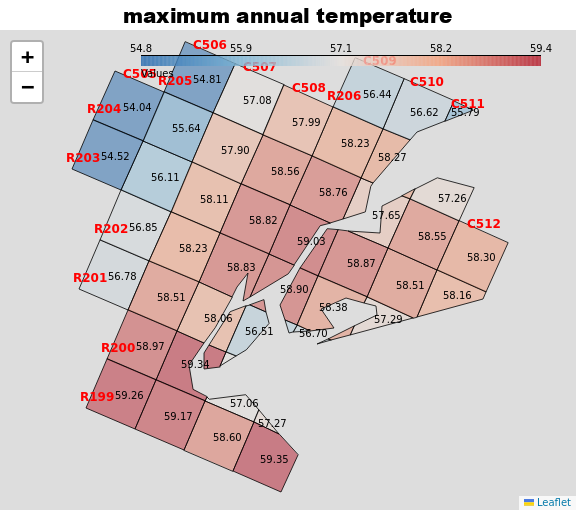 maximum annual temperature
+
−
54.8 55.9 57.1 58.2 59.4
Values
C506
C505 C507 C509
R205 54.81 C508 R206 C510
R204 54.04 57.08 56.44 C511
55.64 57.99 56.62 55.79
R203 54.52 57.90 58.23 58.27
56.11 58.56 58.76 57.26
58.11 57.65 C512
R202 56.85 58.82 59.03 58.55
58.23 58.87 58.30
R201 56.78 58.83 58.90 58.51 58.16
58.51 58.06 58.38 57.29
56.51 56.70
R200 58.97 59.34
R199 59.26 57.06
59.17 57.27
58.60
59.35
Leaflet